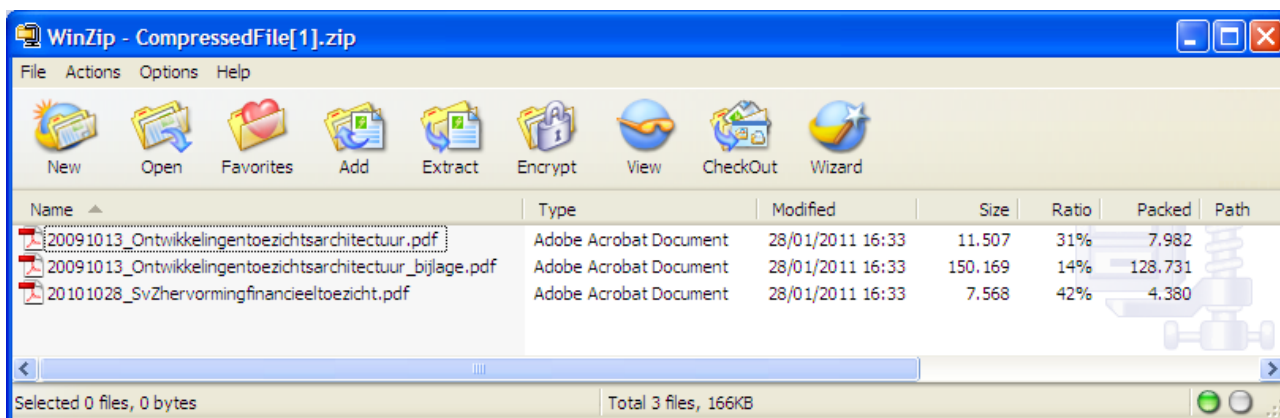 WinZip - CompressedFile[1].zip
File Actions Options Help
New Open Favorites Add Extract Encrypt View CheckOut Wizard
Name Type Modified Size Ratio Packed Path
20091013_Ontwikkelingentoezichtsarchitectuur.pdf Adobe Acrobat Document 28/01/2011 16:33 11.507 31% 7.982
20091013_Ontwikkelingentoezichtsarchitectuur_bijlage.pdf Adobe Acrobat Document 28/01/2011 16:33 150.169 14% 128.731
20101028_SvZhervormingfinancieeltoezicht.pdf Adobe Acrobat Document 28/01/2011 16:33 7.568 42% 4.380
Selected 0 files, 0 bytes Total 3 files, 166KB